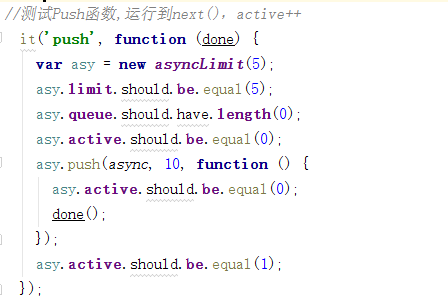 //测试Push函数,运行到next(), active++
it('push', function (done) {
var asy = new asyncLimit(5);
asy.limit.should.be.equal(5);
asy.queue.should.have.length(0);
asy.active.should.be.equal(0);
asy.push(async, 10, function () {
asy.active.should.be.equal(0);
done();
});
asy.active.should.be.equal(1);
});